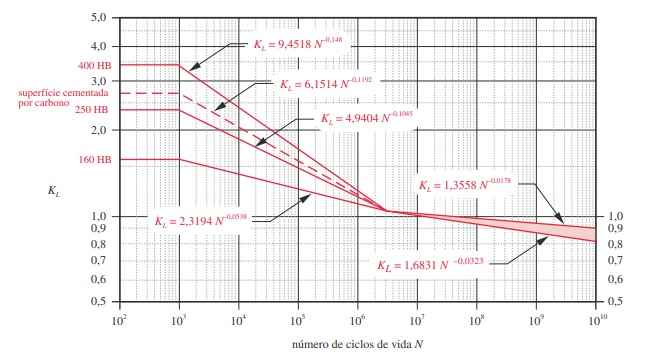 5,0
K_L = 9,4518 N^-0,148
4,0
400 HB
3,0
K_L = 6,1514 N^-0,1192
superfície cementada
por carbono
250 HB
K_L = 4,9404 N^-0,1045
2,0
160 HB
K_L = 1,3558 N^-0,0178
K_L
1,0 1,0
K_L = 2,3194 N^-0,0538
0,9 0,9
0,8 0,8
K_L = 1,6831 N^-0,0323
0,7 0,7
0,6 0,6
0,5 0,5
10^2 10^3 10^4 10^5 10^6 10^7 10^8 10^9 10^10
número de ciclos de vida N